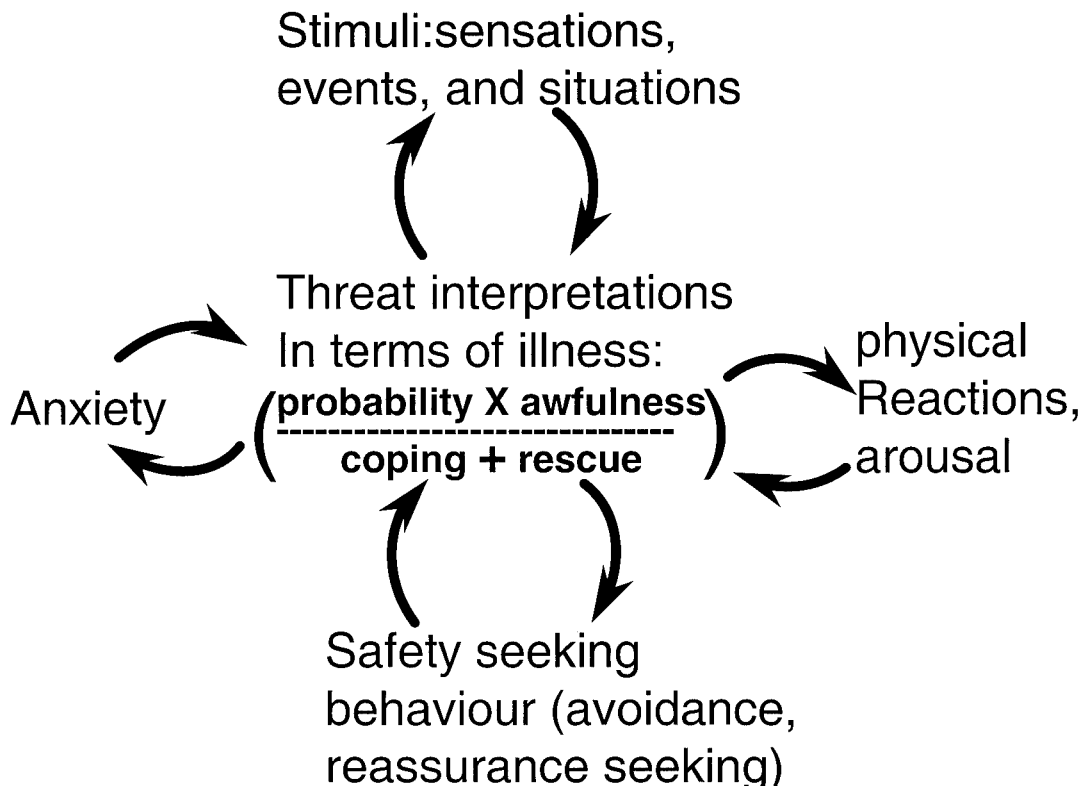 Stimuli:sensations,
events, and situations
Threat interpretations
In terms of illness:
(probability X awfulness
coping + rescue)
Anxiety
physical
Reactions,
arousal
Safety seeking
behaviour (avoidance,
reassurance seeking)